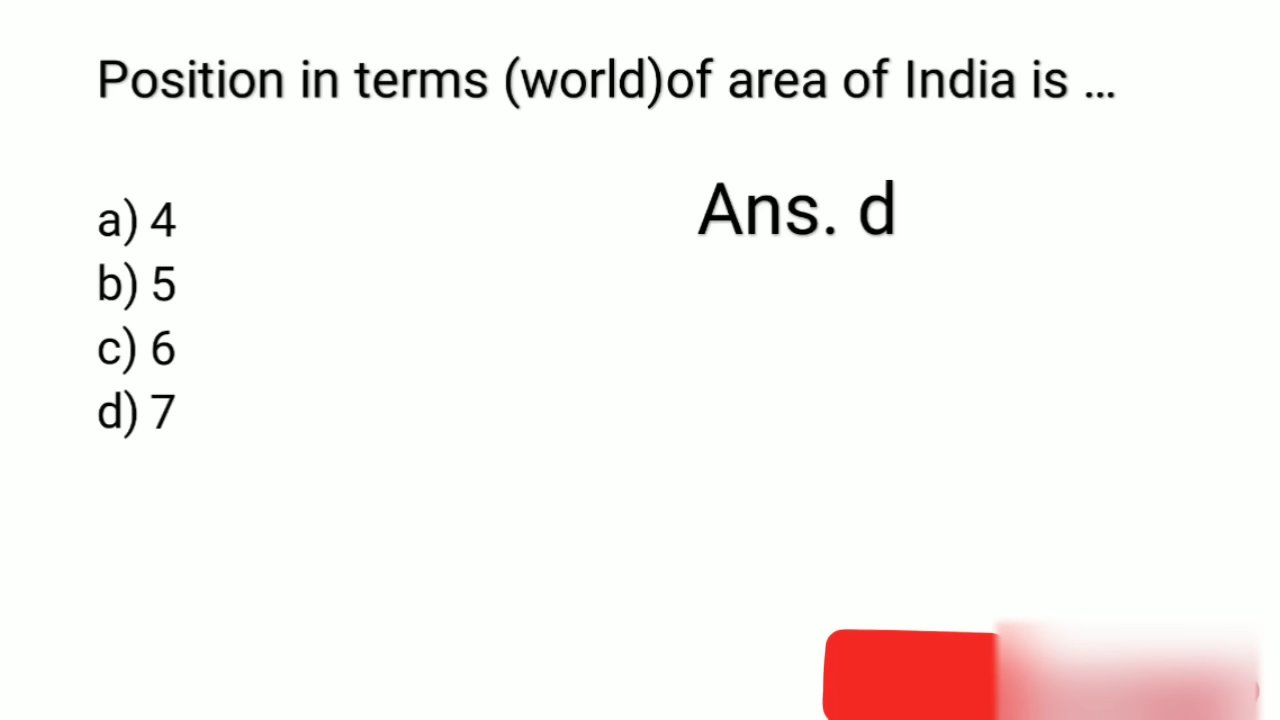 Position in terms (world)of area of India is ...
Ans. d
a) 4
b) 5
c) 6
d) 7